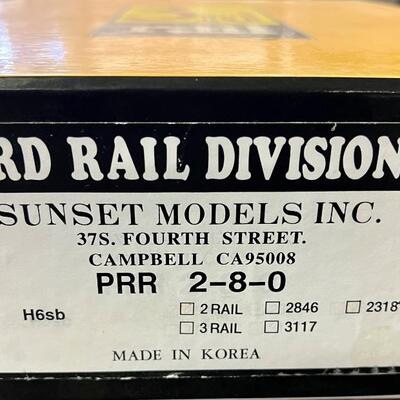 RD RAIL DIVISION
SUNSET MODELS INC.
37S. FOURTH STREET.
CAMPBELL CA95008
PRR 2-8-0
H6sb 2 RAIL 2846 2318
3 RAIL 3117
MADE IN KOREA